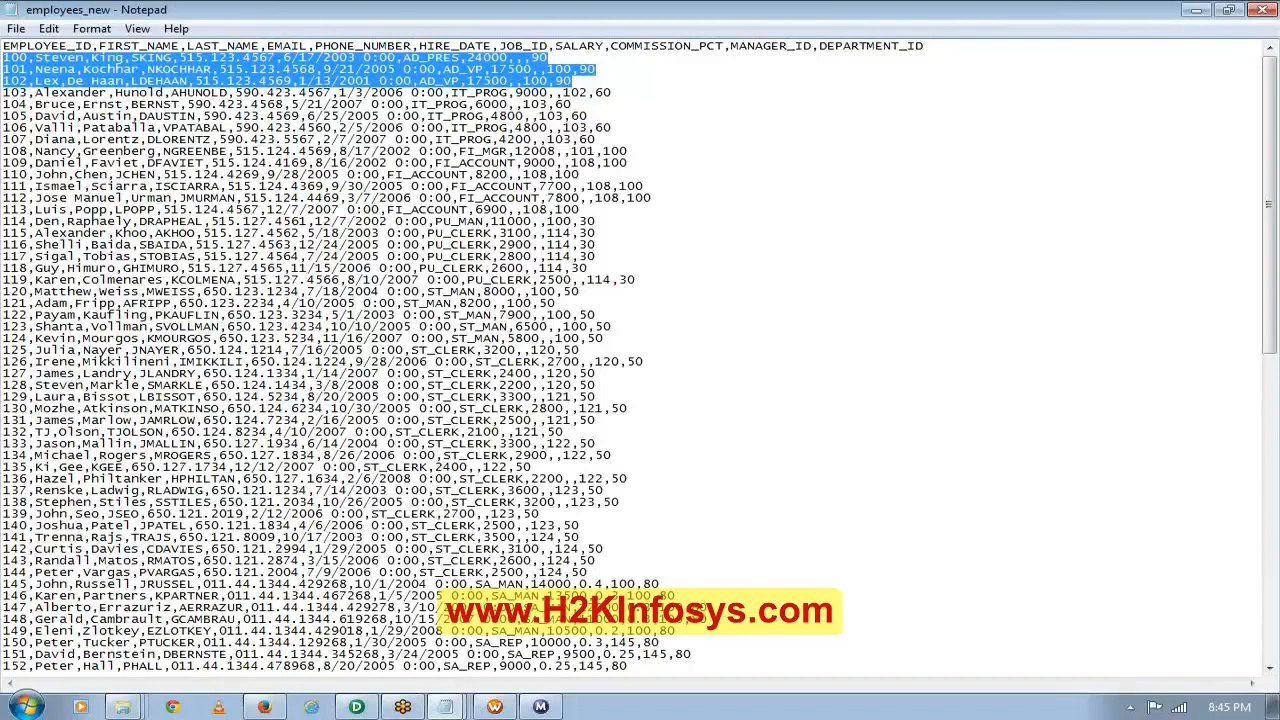 employees_new - Notepad
File Edit Format View Help
EMPLOYEE_ID,FIRST_NAME,LAST_NAME,EMAIL,PHONE_NUMBER,HIRE_DATE,JOB_ID,SALARY,COMMISSION_PCT,MANAGER_ID,DEPARTMENT_ID
100,Steven,King,SKING,515.123.4567,6/17/2003 0:00,AD_PRES,24000,,,90
101,Neena,Kochhar,NKOCHHAR,515.123.4568,9/21/2005 0:00,AD_VP,17500,,100,90
102,Lex,De Haan,LDEHAAN,515.123.4569,1/13/2001 0:00,AD_VP,17500,,100,90
103,Alexander,Hunold,AHUNOLD,590.423.4567,1/3/2006 0:00,IT_PROG,9000,,102,60
104,Bruce,Ernst,BERNST,590.423.4568,5/21/2007 0:00,IT_PROG,6000,,103,60
105,David,Austin,DAUSTIN,590.423.4569,6/25/2005 0:00,IT_PROG,4800,,103,60
106,Valli,Pataballa,VPATABAL,590.423.4560,2/5/2006 0:00,IT_PROG,4800,,103,60
107,Diana,Lorentz,DLORENTZ,590.423.5567,2/7/2007 0:00,IT_PROG,4200,,103,60
108,Nancy,Greenberg,NGREENBE,515.124.4569,8/17/2002 0:00,FI_MGR,12008,,101,100
109,Daniel,Faviet,DFAVIET,515.124.4169,8/16/2002 0:00,FI_ACCOUNT,9000,,108,100
110,John,Chen,JCHEN,515.124.4269,9/28/2005 0:00,FI_ACCOUNT,8200,,108,100
111,Ismael,Sciarra,ISCIARRA,515.124.4369,9/30/2005 0:00,FI_ACCOUNT,7700,,108,100
112,Jose Manuel,Urman,JMURMAN,515.124.4469,3/7/2006 0:00,FI_ACCOUNT,7800,,108,100
113,Luis,Popp,LPOPP,515.124.4567,12/7/2007 0:00,FI_ACCOUNT,6900,,108,100
114,Den,Raphaely,DRAPHEAL,515.127.4561,12/7/2002 0:00,PU_MAN,11000,,100,30
115,Alexander,Khoo,AKHOO,515.127.4562,5/18/2003 0:00,PU_CLERK,3100,,114,30
116,Shelli,Baida,SBAIDA,515.127.4563,12/24/2005 0:00,PU_CLERK,2900,,114,30
117,Sigal,Tobias,STOBIAS,515.127.4564,7/24/2005 0:00,PU_CLERK,2800,,114,30
118,Guy,Himuro,GHIMURO,515.127.4565,11/15/2006 0:00,PU_CLERK,2600,,114,30
119,Karen,Colmenares,KCOLMENA,515.127.4566,8/10/2007 0:00,PU_CLERK,2500,,114,30
120,Matthew,Weiss,MWEISS,650.123.1234,7/18/2004 0:00,ST_MAN,8000,,100,50
121,Adam,Fripp,AFRIPP,650.123.2234,4/10/2005 0:00,ST_MAN,8200,,100,50
122,Payam,Kaufling,PKAUFLIN,650.123.3234,5/1/2003 0:00,ST_MAN,7900,,100,50
123,Shanta,Vollman,SVOLLMAN,650.123.4234,10/10/2005 0:00,ST_MAN,6500,,100,50
124,Kevin,Mourgos,KMOURGOS,650.123.5234,11/16/2007 0:00,ST_MAN,5800,,100,50
125,Julia,Nayer,JNAYER,650.124.1214,7/16/2005 0:00,ST_CLERK,3200,,120,50
126,Irene,Mikkilineni,IMIKKILI,650.124.1224,9/28/2006 0:00,ST_CLERK,2700,,120,50
127,James,Landry,JLANDRY,650.124.1334,1/14/2007 0:00,ST_CLERK,2400,,120,50
128,Steven,Markle,SMARKLE,650.124.1434,3/8/2008 0:00,ST_CLERK,2200,,120,50
129,Laura,Bissot,LBISSOT,650.124.5234,8/20/2005 0:00,ST_CLERK,3300,,121,50
130,Mozhe,Atkinson,MATKINSO,650.124.6234,10/30/2005 0:00,ST_CLERK,2800,,121,50
131,James,Marlow,JAMRLOW,650.124.7234,2/16/2005 0:00,ST_CLERK,2500,,121,50
132,TJ,Olson,TJOLSON,650.124.8234,4/10/2007 0:00,ST_CLERK,2100,,121,50
133,Jason,Mallin,JMALLIN,650.127.1934,6/14/2004 0:00,ST_CLERK,3300,,122,50
134,Michael,Rogers,MROGERS,650.127.1834,8/26/2006 0:00,ST_CLERK,2900,,122,50
135,Ki,Gee,KGEE,650.127.1734,12/12/2007 0:00,ST_CLERK,2400,,122,50
136,Hazel,Philtanker,HPHILTAN,650.127.1634,2/6/2008 0:00,ST_CLERK,2200,,122,50
137,Renske,Ladwig,RLADWIG,650.121.1234,7/14/2003 0:00,ST_CLERK,3600,,123,50
138,Stephen,Stiles,SSTILES,650.121.2034,10/26/2005 0:00,ST_CLERK,3200,,123,50
139,John,Seo,JSEO,650.121.2019,2/12/2006 0:00,ST_CLERK,2700,,123,50
140,Joshua,Patel,JPATEL,650.121.1834,4/6/2006 0:00,ST_CLERK,2500,,123,50
141,Trenna,Rajs,TRAJS,650.121.8009,10/17/2003 0:00,ST_CLERK,3500,,124,50
142,Curtis,Davies,CDAVIES,650.121.2994,1/29/2005 0:00,ST_CLERK,3100,,124,50
143,Randall,Matos,RMATOS,650.121.2874,3/15/2006 0:00,ST_CLERK,2600,,124,50
144,Peter,Vargas,PVARGAS,650.121.2004,7/9/2006 0:00,ST_CLERK,2500,,124,50
145,John,Russell,JRUSSEL,011.44.1344.429268,10/1/2004 0:00,SA_MAN,14000,0.4,100,80
146,Karen,Partners,KPARTNER,011.44.1344.467268,1/5/2005 0:00,SA_MAN,13500,0.3,100,80
147,Alberto,Errazuriz,AERRAZUR,011.44.1344.429278,3/10/
148,Gerald,Cambrault,GCAMBRAU,011.44.1344.619268,10/15/
www.H2KInfosys.com
149,Eleni,Zlotkey,EZLOTKEY,011.44.1344.429018,1/29/2008 0:00,SA_MAN,10500,0.2,100,80
150,Peter,Tucker,PTUCKER,011.44.1344.129268,1/30/2005 0:00,SA_REP,10000,0.3,145,80
151,David,Bernstein,DBERNSTE,011.44.1344.345268,3/24/2005 0:00,SA_REP,9500,0.25,145,80
152,Peter,Hall,PHALL,011.44.1344.478968,8/20/2005 0:00,SA_REP,9000,0.25,145,80
8:45 PM